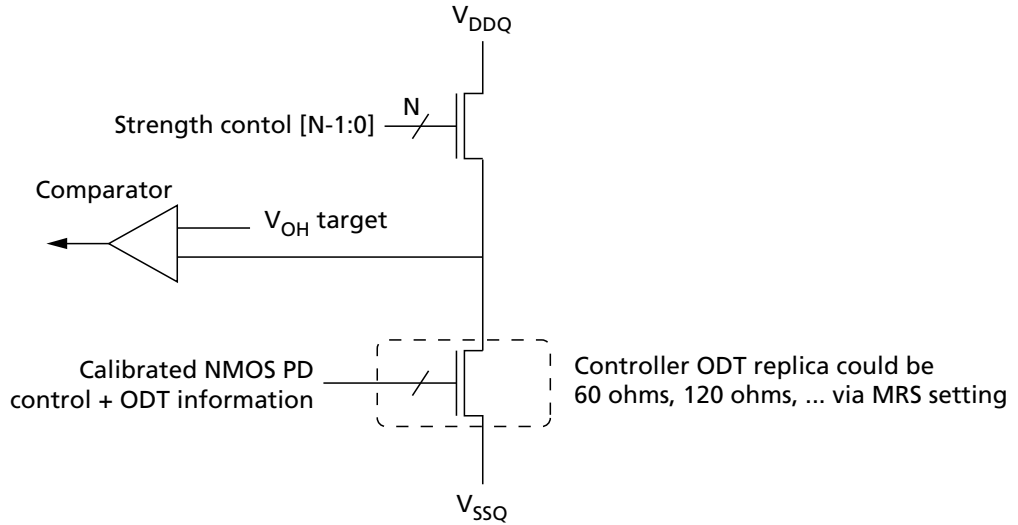 VDDQ
N
Strength contol [N-1:0]
Comparator
VOH target
Calibrated NMOS PD
control + ODT information
Controller ODT replica could be
60 ohms, 120 ohms, ... via MRS setting
VSSQ